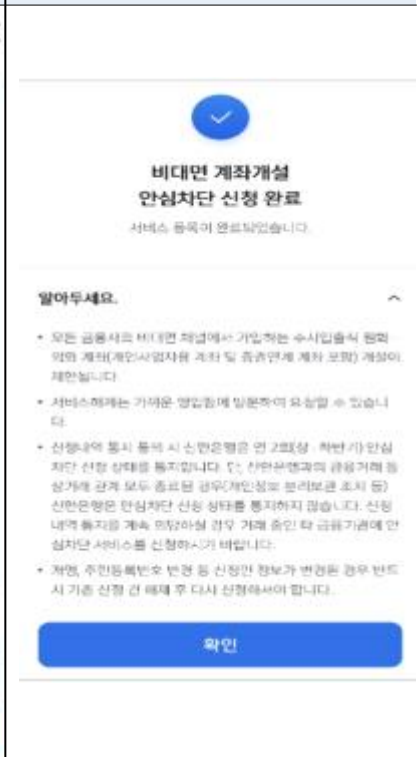 비대면 계좌개설
안심차단 신청 완료
서비스 등록이 완료되었습니다.
알아두세요.
• 모든 금융사의 비대면 채널에서 가입하는 수시입출식 원화·
외화 계좌(개인사업자용 계좌 및 증권연계 계좌 포함) 개설이
제한됩니다.
• 서비스해제는 가까운 영업점에 방문하여 요청할 수 있습니
다.
• 신청내역 통지 동의 시 신한은행은 연 2회(상·하반기) 안심
차단 신청 상태를 통지합니다. 단, 신한은행과의 금융거래 등
상거래 관계 모두 종료된 경우(개인정보 분리보관 조치 등)
신한은행은 안심차단 신청 상태를 통지하지 않습니다. 신청
내역 통지를 계속 희망하실 경우 거래 중인 타 금융기관에 안
심차단 서비스를 신청하시기 바랍니다.
• 개명, 주민등록번호 변경 등 신청인 정보가 변경된 경우 반드
시 기존 신청 건 해제 후 다시 신청하셔야 합니다.
확인